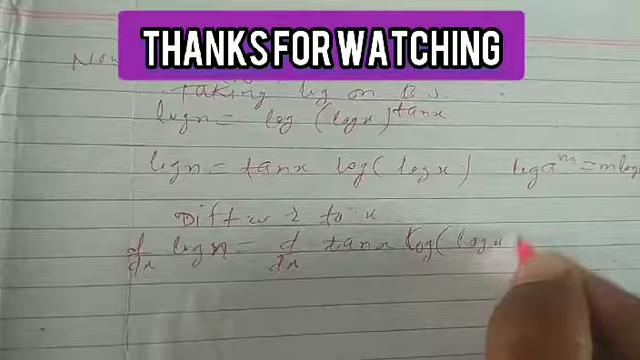 THANKS FOR WATCHING
Now
Taking log on B.S.
log n = log (log x)^tan x
log n = tan x log (log x) log a^m = m log
Diff w r to x
d/dx log n = d/dx tan x log (log x